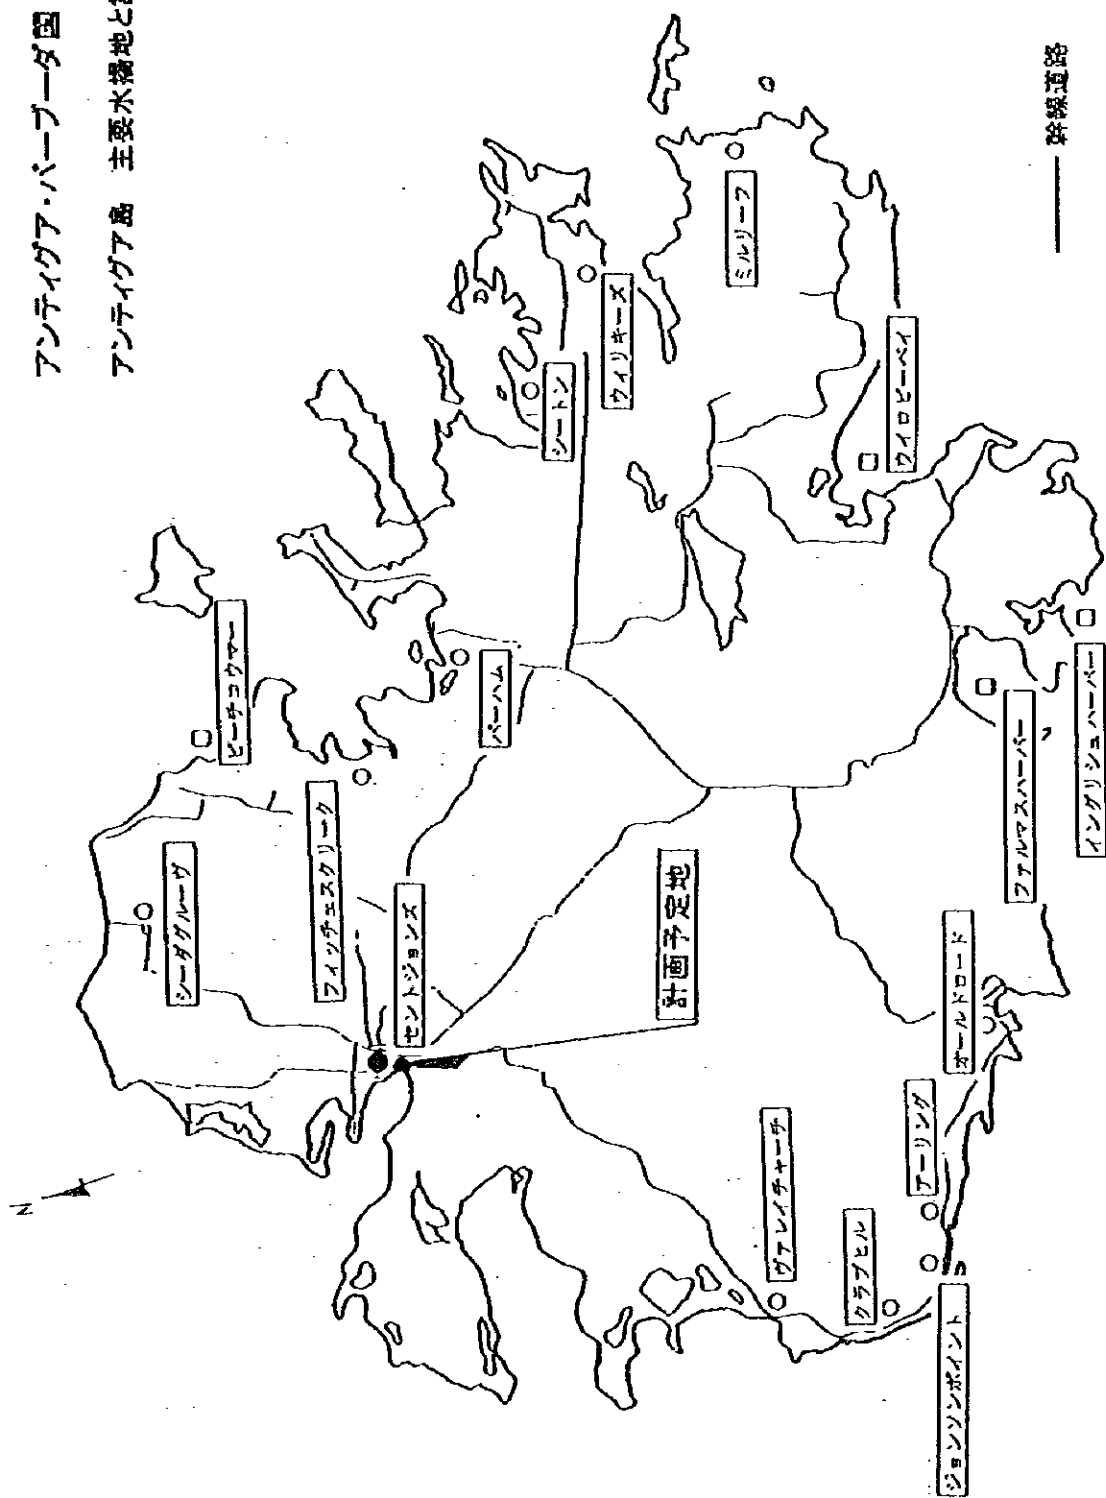 アンティグア・バーブーダ国
アンティグア島 主要水揚地と
N
ビーチコウマー
シーダグルーヴ
フィッチェスクリーク
セントジョンズ
パーハム
シートン
ウィリキーズ
ミルリーフ
ウイロビーベイ
計画予定地
ヴァレイチャーチ
クラブヒル
アーリング
オールドロード
ジョンソンポイント
ファルマスハーバー
イングリシュハーバー
幹線道路